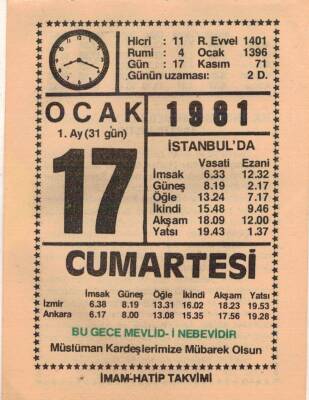 Hicri : 11 R. Evvel 1401
Rumi : 4 Ocak 1396
Gün : 17 Kasım 71
Günün uzaması: 2 D.
OCAK 1981
1. Ay (31 gün)
17
İSTANBUL'DA
Vasati Ezani
İmsak 6.33 12.32
Güneş 8.19 2.17
Öğle 13.24 7.17
İkindi 15.48 9.46
Akşam 18.09 12.00
Yatsı 19.43 1.37
CUMARTESİ
İmsak Güneş Öğle İkindi Akşam Yatsı
İzmir 6.38 8.19 13.31 16.02 18.23 19.53
Ankara 6.17 8.00 13.08 15.35 17.56 19.28
BU GECE MEVLİD- İ NEBEVİDİR
Müslüman Kardeşlerimize Mübarek Olsun
İMAM-HATİP TAKVİMİ